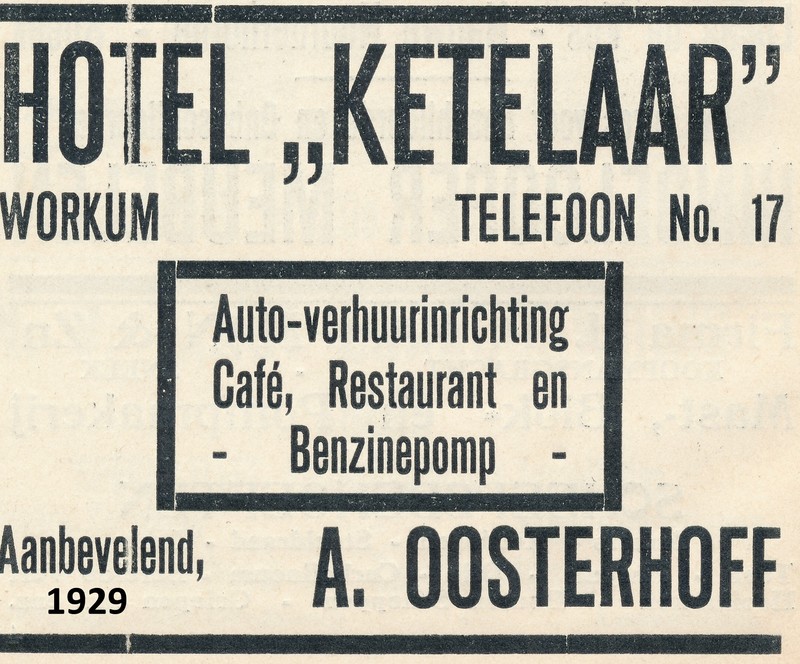 HOTEL „KETELAAR”
WORKUM TELEFOON No. 17
Auto-verhuurinrichting
Café, Restaurant en
- Benzinepomp -
Aanbevelend, A. OOSTERHOFF
1929